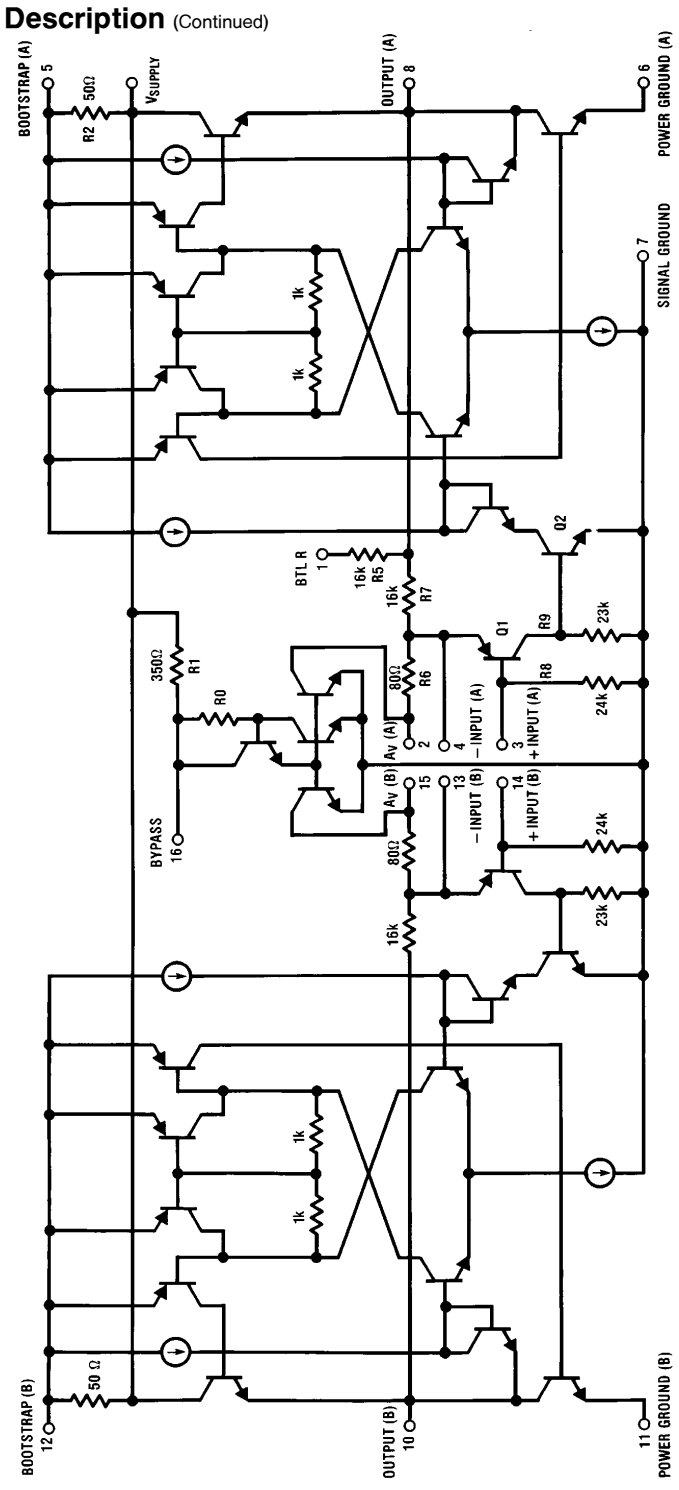 Description (Continued)
BOOTSTRAP (A)
5
50Ω
R2
VSUPPLY
OUTPUT (A)
8
6
POWER GROUND (A)
1k
1k
7
SIGNAL GROUND
BTL R
1
16k
R5
16k
R7
Q2
350Ω
R1
R0
80Ω
R6
Q1
R9
23k
R8
24k
AV (A)
2
4
− INPUT (A)
3
+ INPUT (A)
BYPASS
16
AV (B)
15
13
− INPUT (B)
14
+ INPUT (B)
80Ω
24k
16k
23k
1k
1k
50 Ω
BOOTSTRAP (B)
12
OUTPUT (B)
10
11
POWER GROUND (B)